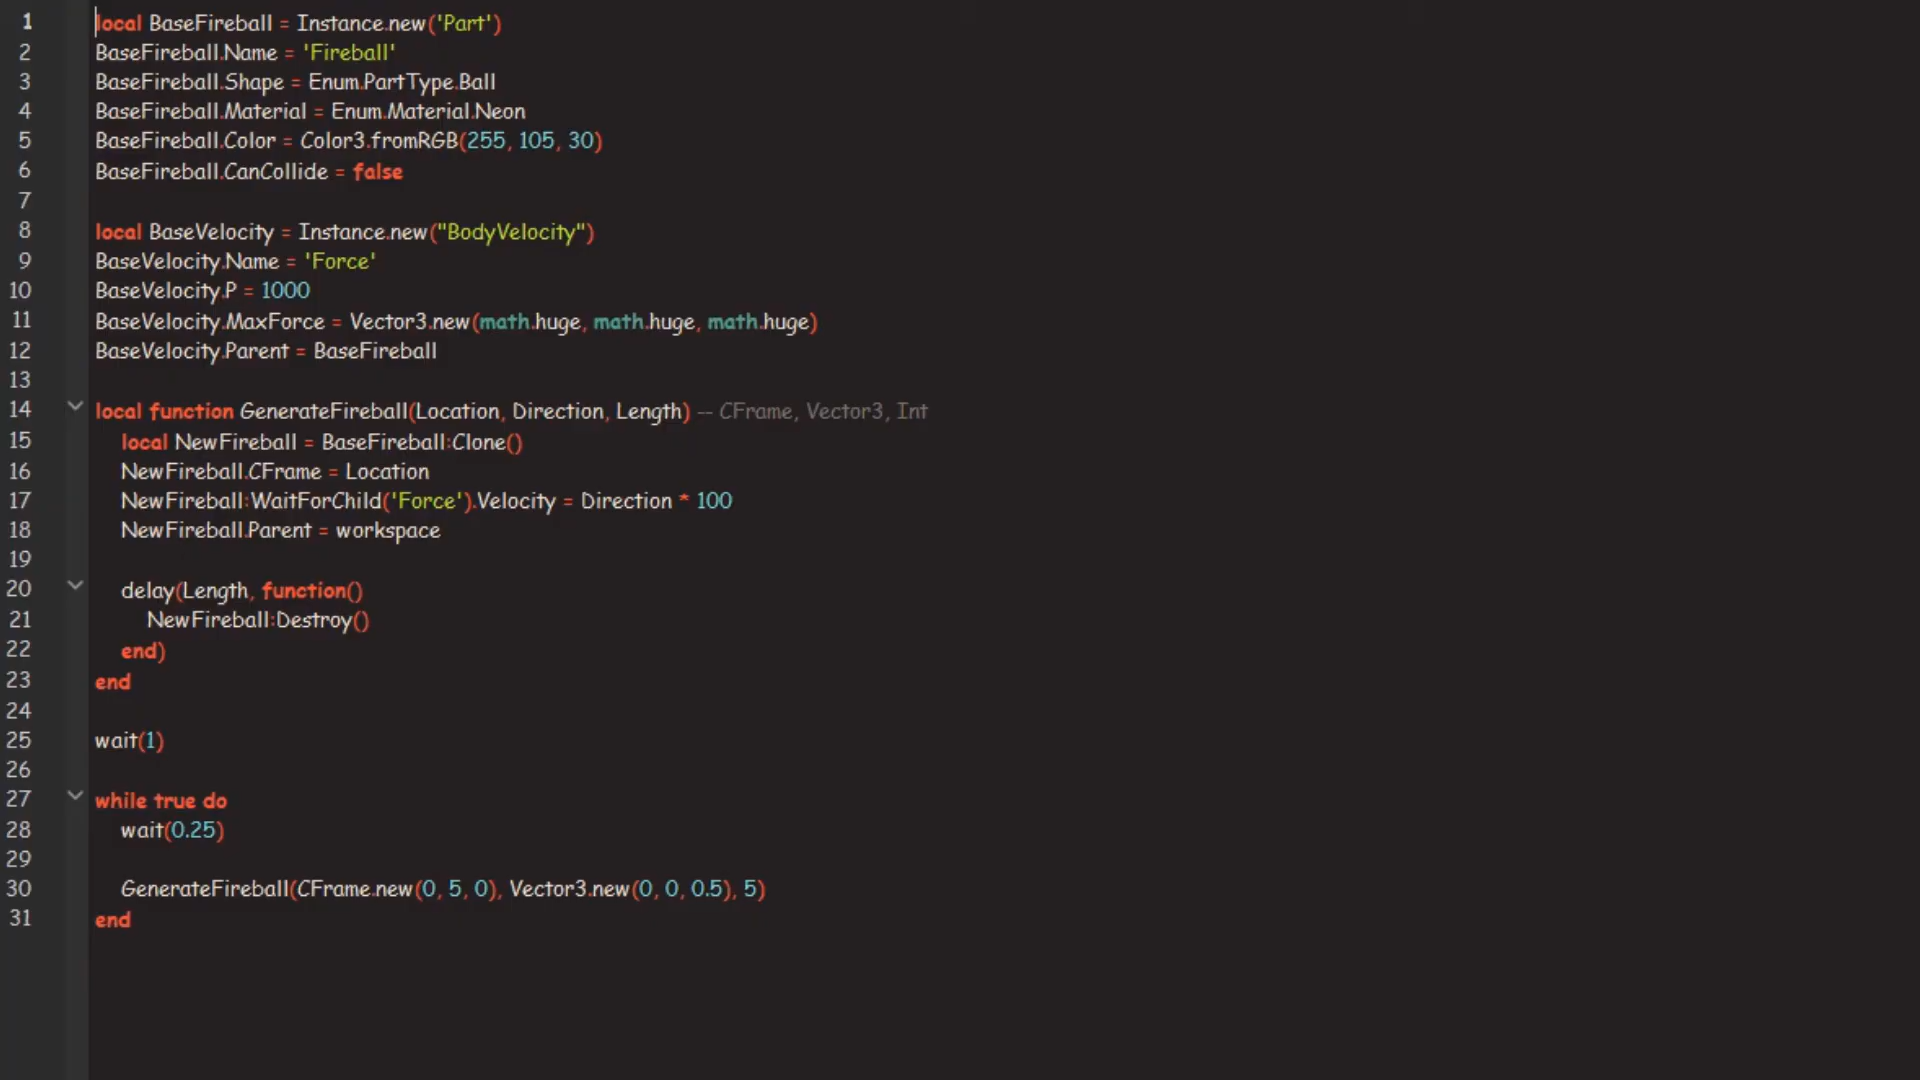 1 local BaseFireball = Instance.new('Part')
2 BaseFireball.Name = 'Fireball'
3 BaseFireball.Shape = Enum.PartType.Ball
4 BaseFireball.Material = Enum.Material.Neon
5 BaseFireball.Color = Color3.fromRGB(255, 105, 30)
6 BaseFireball.CanCollide = false
7
8 local BaseVelocity = Instance.new("BodyVelocity")
9 BaseVelocity.Name = 'Force'
10 BaseVelocity.P = 1000
11 BaseVelocity.MaxForce = Vector3.new(math.huge, math.huge, math.huge)
12 BaseVelocity.Parent = BaseFireball
13
14 local function GenerateFireball(Location, Direction, Length) -- CFrame, Vector3, Int
15 local NewFireball = BaseFireball:Clone()
16 NewFireball.CFrame = Location
17 NewFireball:WaitForChild('Force').Velocity = Direction * 100
18 NewFireball.Parent = workspace
19
20 delay(Length, function()
21 NewFireball:Destroy()
22 end)
23 end
24
25 wait(1)
26
27 while true do
28 wait(0.25)
29
30 GenerateFireball(CFrame.new(0, 5, 0), Vector3.new(0, 0, 0.5), 5)
31 end